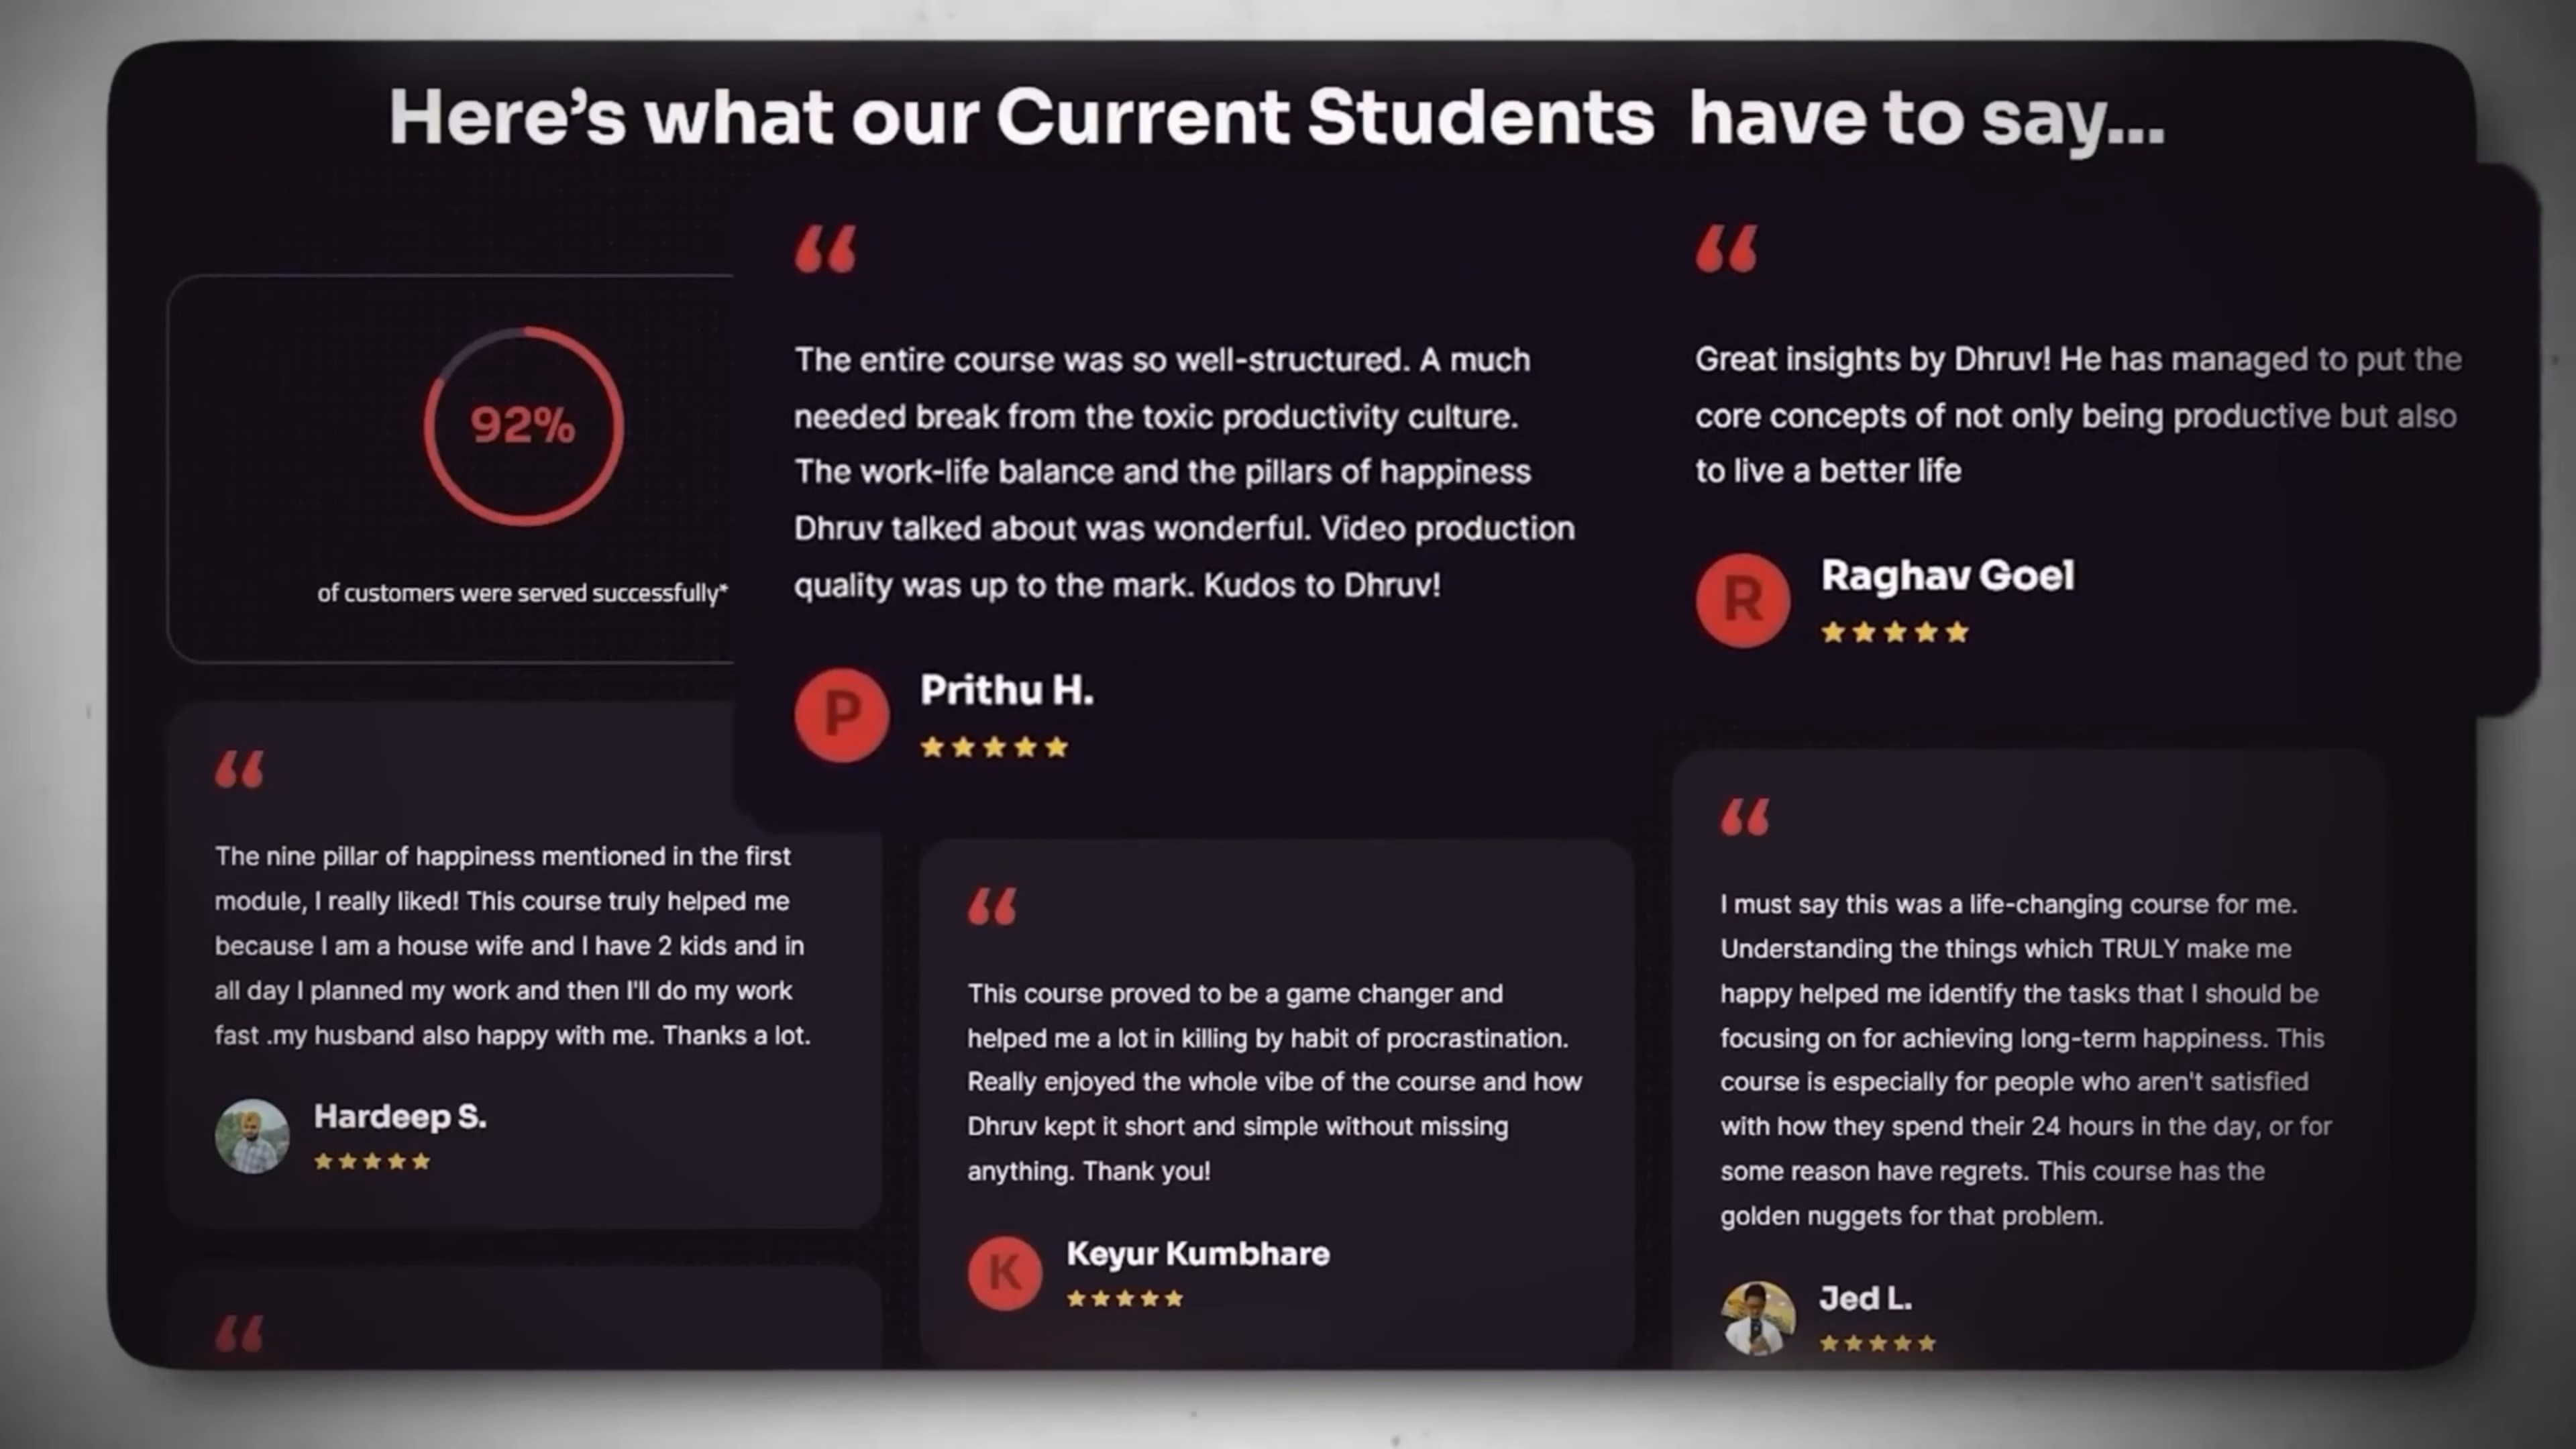 Here’s what our Current Students have to say...
92%
of customers were served successfully*
“
The entire course was so well-structured. A much
needed break from the toxic productivity culture.
The work-life balance and the pillars of happiness
Dhruv talked about was wonderful. Video production
quality was up to the mark. Kudos to Dhruv!
P
Prithu H.
“
Great insights by Dhruv! He has managed to put the
core concepts of not only being productive but also
to live a better life
R
Raghav Goel
“
The nine pillar of happiness mentioned in the first
module, I really liked! This course truly helped me
because I am a house wife and I have 2 kids and in
all day I planned my work and then I'll do my work
fast .my husband also happy with me. Thanks a lot.
Hardeep S.
“
This course proved to be a game changer and
helped me a lot in killing by habit of procrastination.
Really enjoyed the whole vibe of the course and how
Dhruv kept it short and simple without missing
anything. Thank you!
K
Keyur Kumbhare
“
I must say this was a life-changing course for me.
Understanding the things which TRULY make me
happy helped me identify the tasks that I should be
focusing on for achieving long-term happiness. This
course is especially for people who aren't satisfied
with how they spend their 24 hours in the day, or for
some reason have regrets. This course has the
golden nuggets for that problem.
Jed L.
“